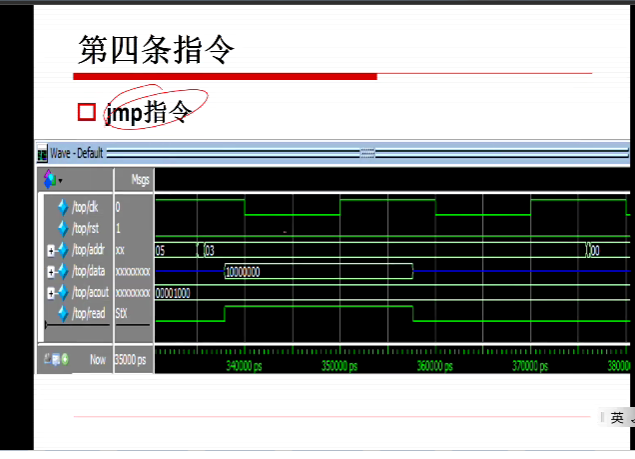 第四条指令
jmp指令
Wave - Default
Msgs
/top/clk 0
/top/rst 1
/top/addr xx 05 03 00
/top/data xxxxxxxx 10000000
/top/acout xxxxxxxx 00001000
/top/read StX
Now 35000 ps 340000 ps 350000 ps 360000 ps 370000 ps 380000
英